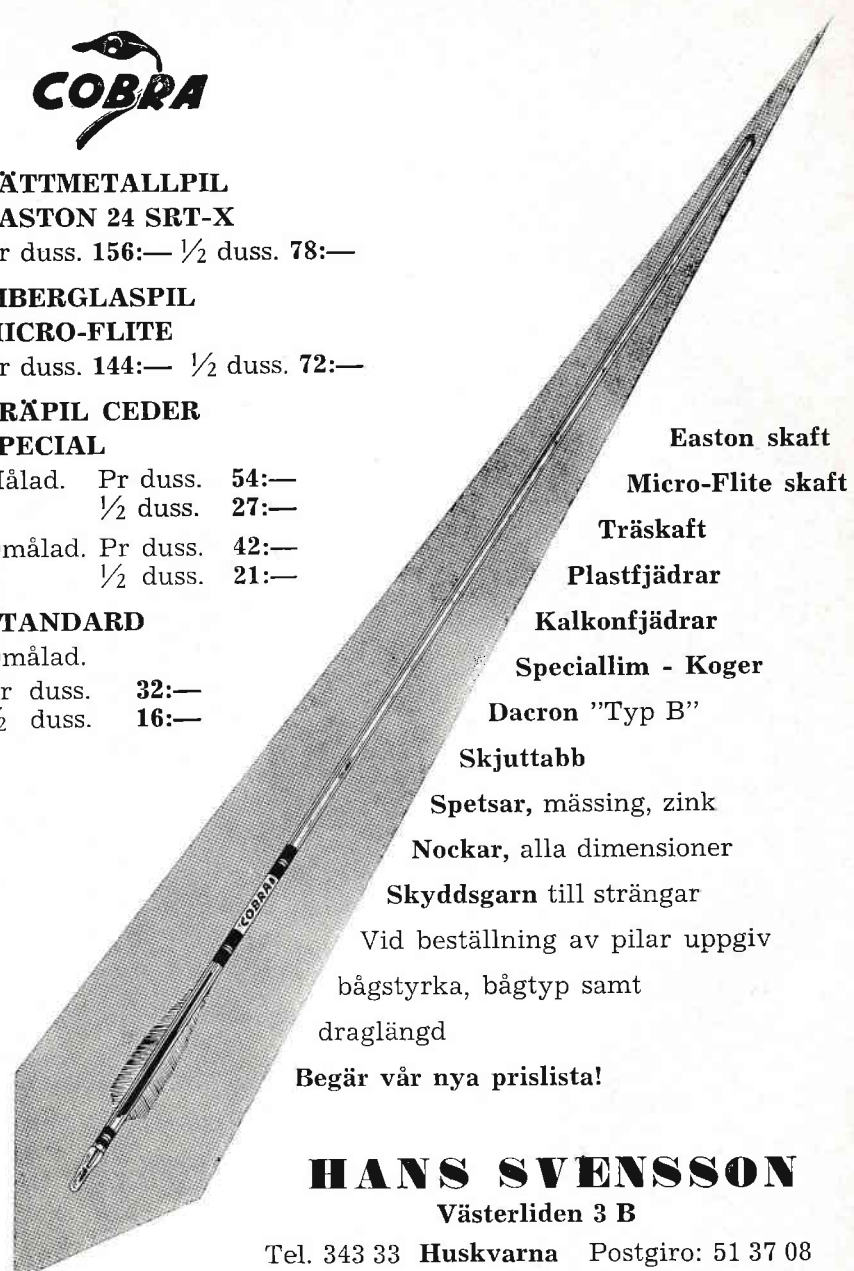 COBRA
ÄTTMETALLPIL
ASTON 24 SRT-X
r duss. 156:— ½ duss. 78:—
IBERGLASPIL
ICRO-FLITE
r duss. 144:— ½ duss. 72:—
RÄPIL CEDER
PECIAL
ålad. Pr duss. 54:—
½ duss. 27:—
målad. Pr duss. 42:—
½ duss. 21:—
TANDARD
målad.
r duss. 32:—
2 duss. 16:—
COBRA
Easton skaft
Micro-Flite skaft
Träskaft
Plastfjädrar
Kalkonfjädrar
Speciallim - Koger
Dacron ”Typ B”
Skjuttabb
Spetsar, mässing, zink
Nockar, alla dimensioner
Skyddsgarn till strängar
Vid beställning av pilar uppgiv
bågstyrka, bågtyp samt
draglängd
Begär vår nya prislista!
HANS SVENSSON
Västerliden 3 B
Tel. 343 33 Huskvarna Postgiro: 51 37 08